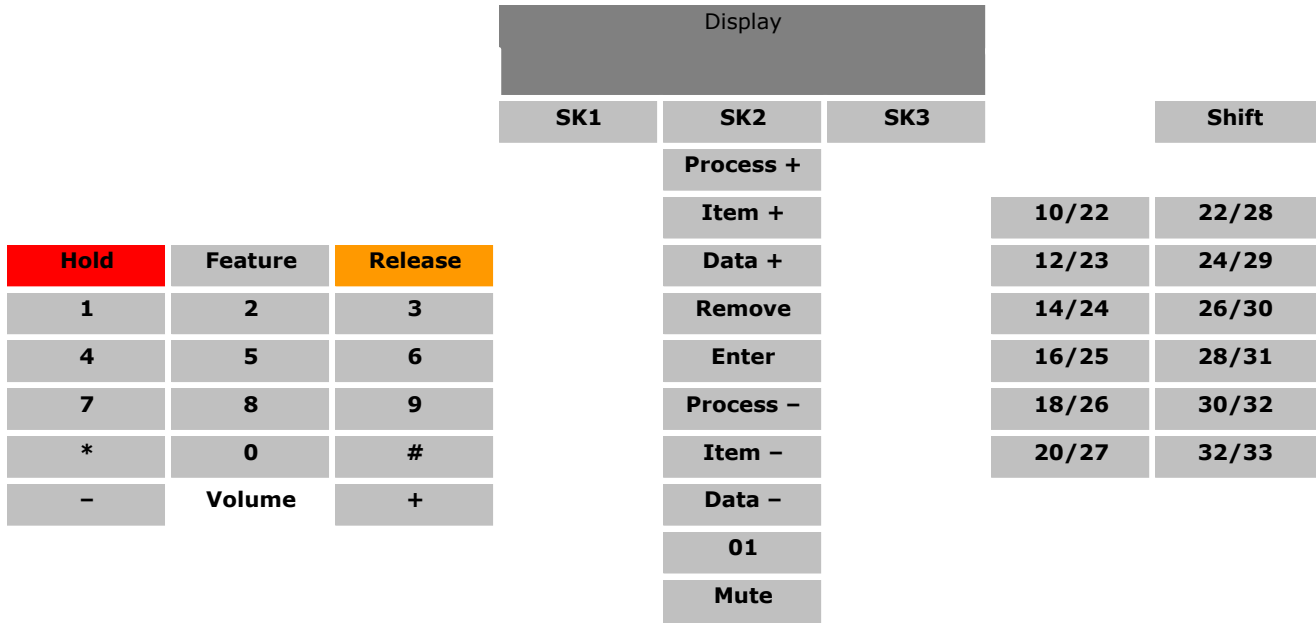 Display
SK1 SK2 SK3 Shift
Process +
Item + 10/22 22/28
Hold Feature Release Data + 12/23 24/29
1 2 3 Remove 14/24 26/30
4 5 6 Enter 16/25 28/31
7 8 9 Process – 18/26 30/32
* 0 # Item – 20/27 32/33
– Volume + Data –
01
Mute